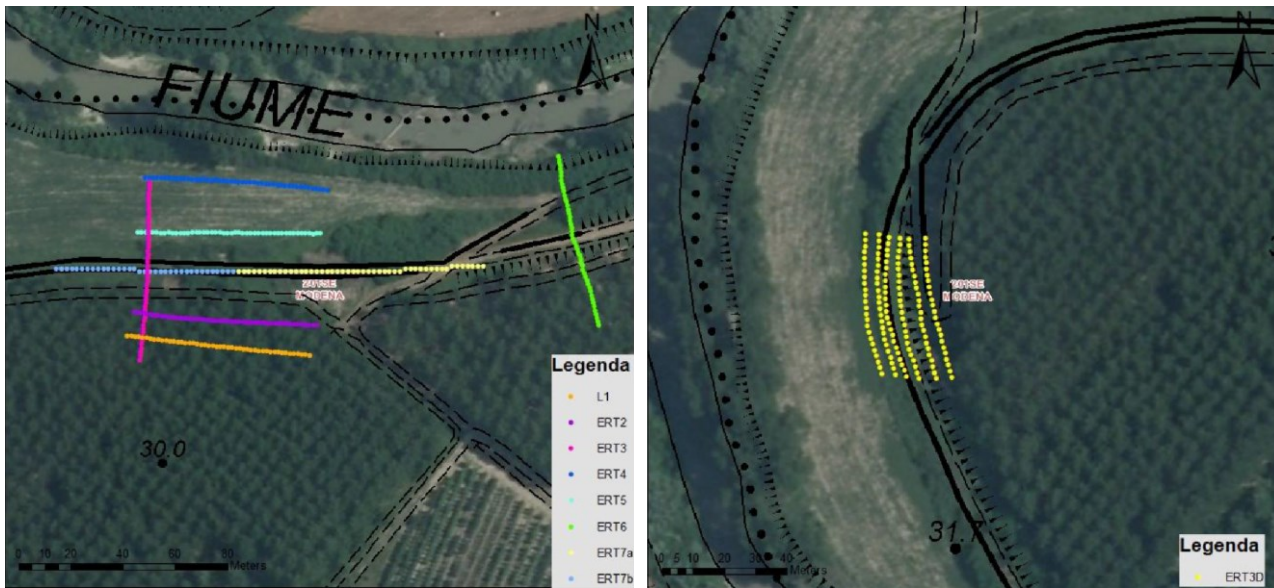 N
FIUME
201SE
MODENA
30.0
0 10 20 40 60 80
Meters
Legenda
L1
ERT2
ERT3
ERT4
ERT5
ERT6
ERT7a
ERT7b
N
201SE
MODENA
31.7
0 5 10 20 30 40
Meters
Legenda
ERT3D